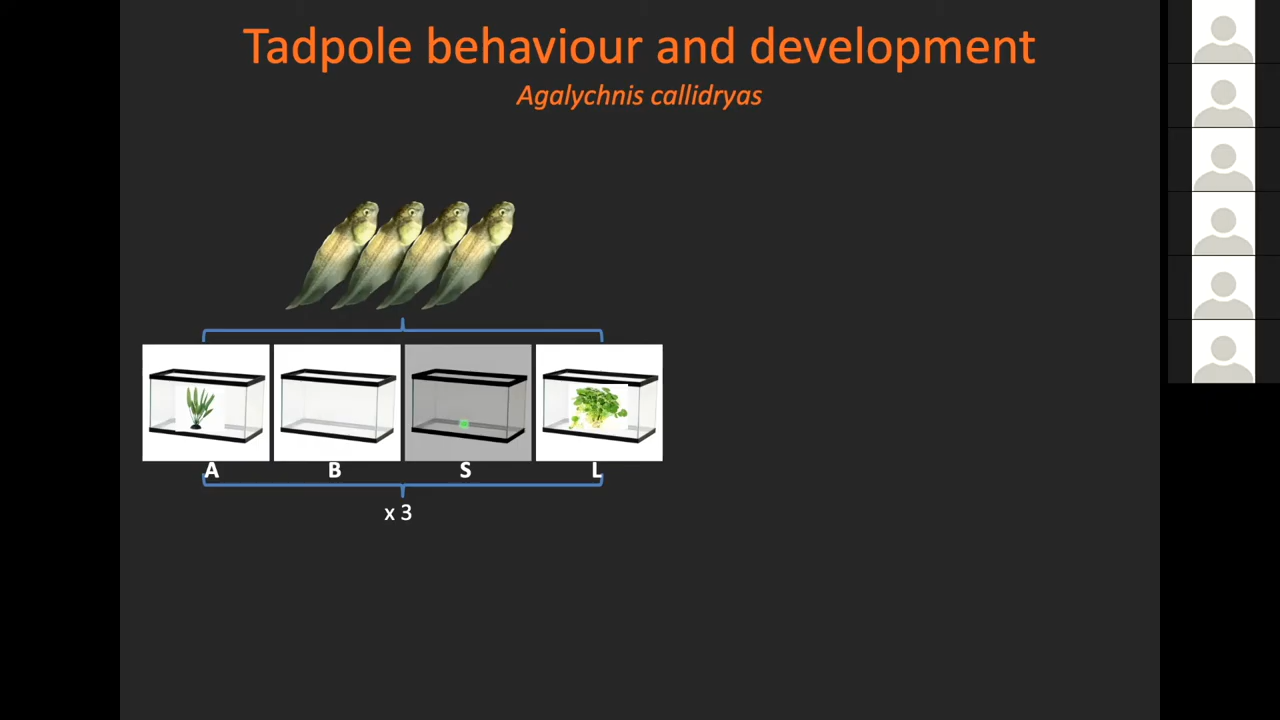 Tadpole behaviour and development
Agalychnis callidryas
A B S L
x 3